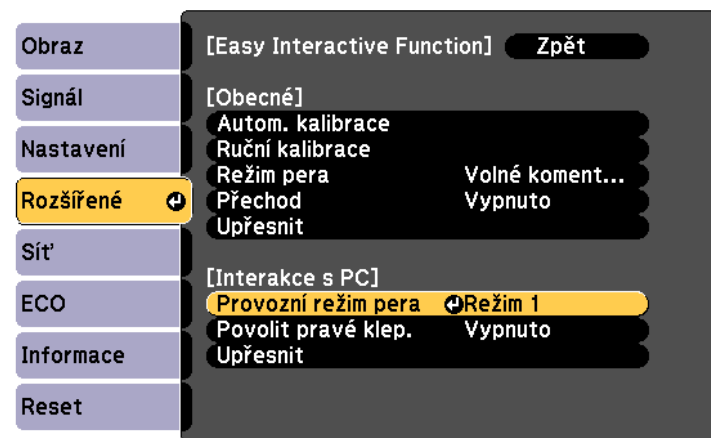 Obraz
Signál
Nastavení
Rozšířené
Síť
ECO
Informace
Reset
[Easy Interactive Function] Zpět
[Obecné]
Autom. kalibrace
Ruční kalibrace
Režim pera Volné koment...
Přechod Vypnuto
Upřesnit
[Interakce s PC]
Provozní režim pera Režim 1
Povolit pravé klep. Vypnuto
Upřesnit